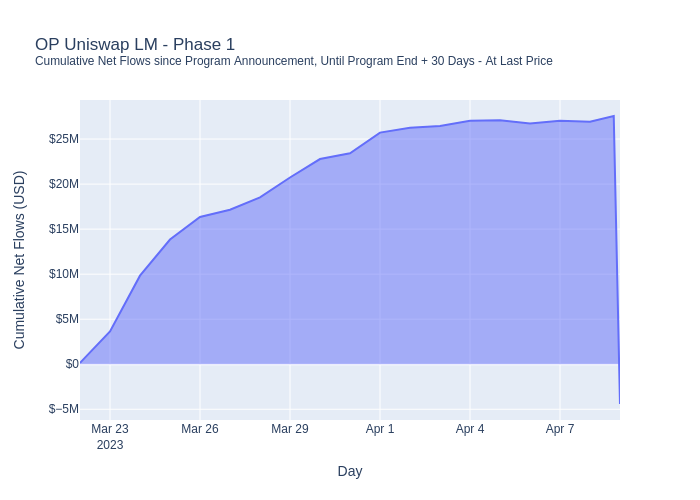 OP Uniswap LM - Phase 1
Cumulative Net Flows since Program Announcement, Until Program End + 30 Days - At Last Price
Cumulative Net Flows (USD)
$25M
$20M
$15M
$10M
$5M
$0
$−5M
Mar 23 Mar 26 Mar 29 Apr 1 Apr 4 Apr 7
2023
Day